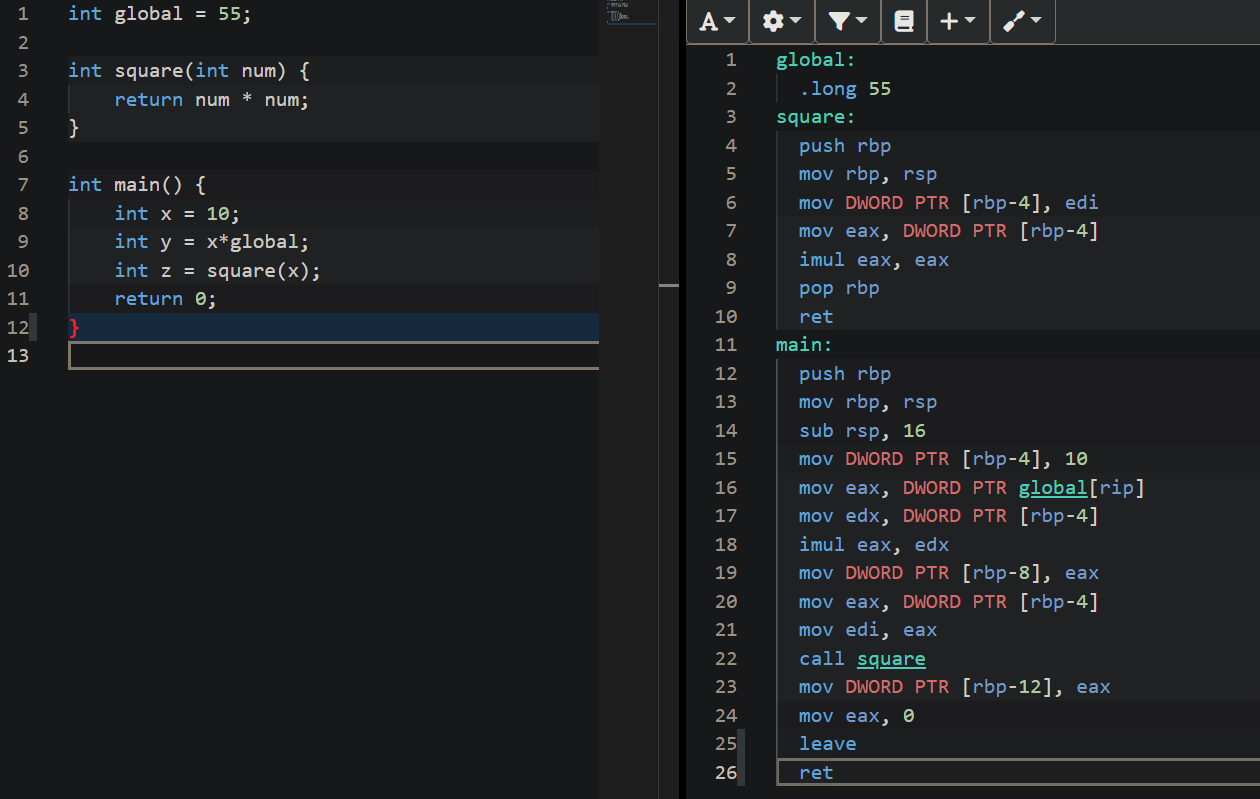 1 int global = 55;
2
3 int square(int num) {
4     return num * num;
5 }
6
7 int main() {
8     int x = 10;
9     int y = x*global;
10     int z = square(x);
11     return 0;
12 }
13
A
1 global:
2   .long 55
3 square:
4   push rbp
5   mov rbp, rsp
6   mov DWORD PTR [rbp-4], edi
7   mov eax, DWORD PTR [rbp-4]
8   imul eax, eax
9   pop rbp
10   ret
11 main:
12   push rbp
13   mov rbp, rsp
14   sub rsp, 16
15   mov DWORD PTR [rbp-4], 10
16   mov eax, DWORD PTR global[rip]
17   mov edx, DWORD PTR [rbp-4]
18   imul eax, edx
19   mov DWORD PTR [rbp-8], eax
20   mov eax, DWORD PTR [rbp-4]
21   mov edi, eax
22   call square
23   mov DWORD PTR [rbp-12], eax
24   mov eax, 0
25   leave
26   ret